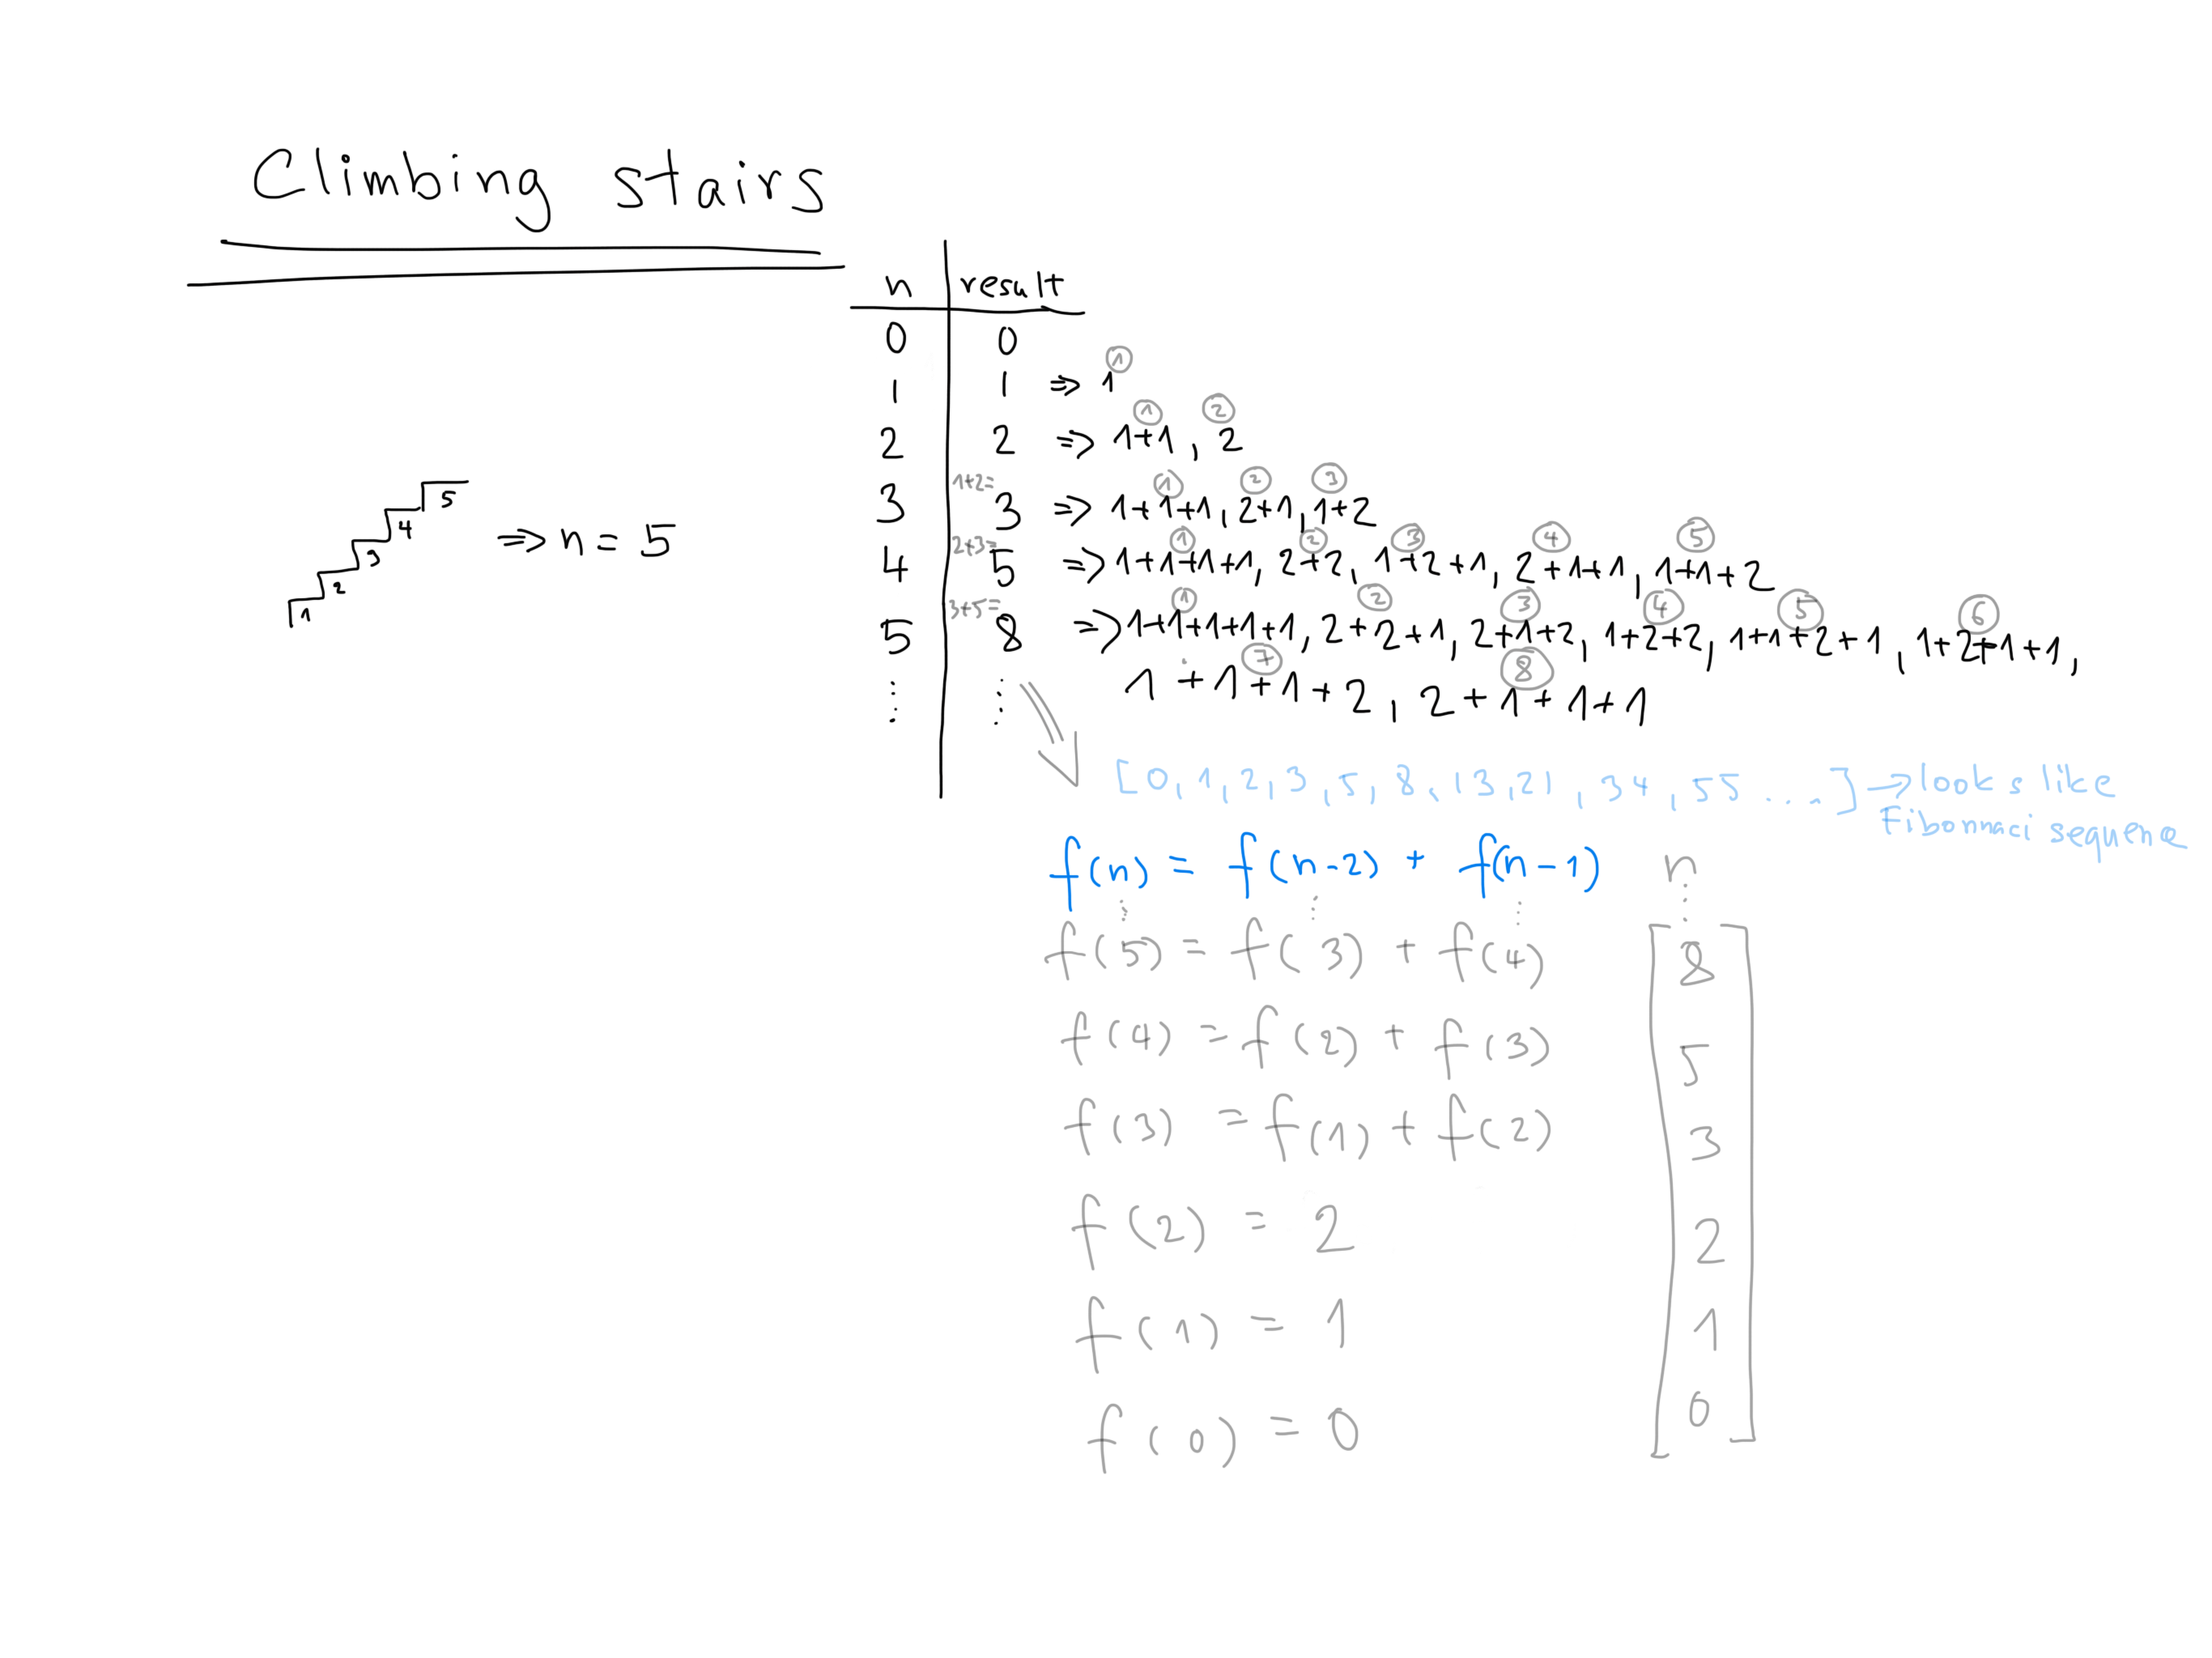 Climbing stairs
n result
0 0
①
1 1 => 1
① ②
2 2 => 1+1, 2
1+2= ① ② ③
3 3 => 1+1+1, 2+1, 1+2
2+3= ① ② ③ ④ ⑤
4 5 => 1+1+1+1, 2+2, 1+2+1, 2+1+1, 1+1+2
3+5= ① ② ③ ④ ⑤ ⑥
5 8 => 1+1+1+1+1, 2+2+1, 2+1+2, 1+2+2, 1+1+2+1, 1+2+1+1,
⑦ ⑧
1+1+1+2, 2+1+1+1
1 2 3 4 5 => n = 5
[0, 1, 2, 3, 5, 8, 13, 21, 34, 55 ...] -> looks like
Fibonnaci sequence
f(n) = f(n-2) + f(n-1) n
f(5) = f(3) + f(4) 8
f(4) = f(2) + f(3) 5
f(3) = f(1) + f(2) 3
f(2) = 2 2
f(1) = 1 1
f(0) = 0 0